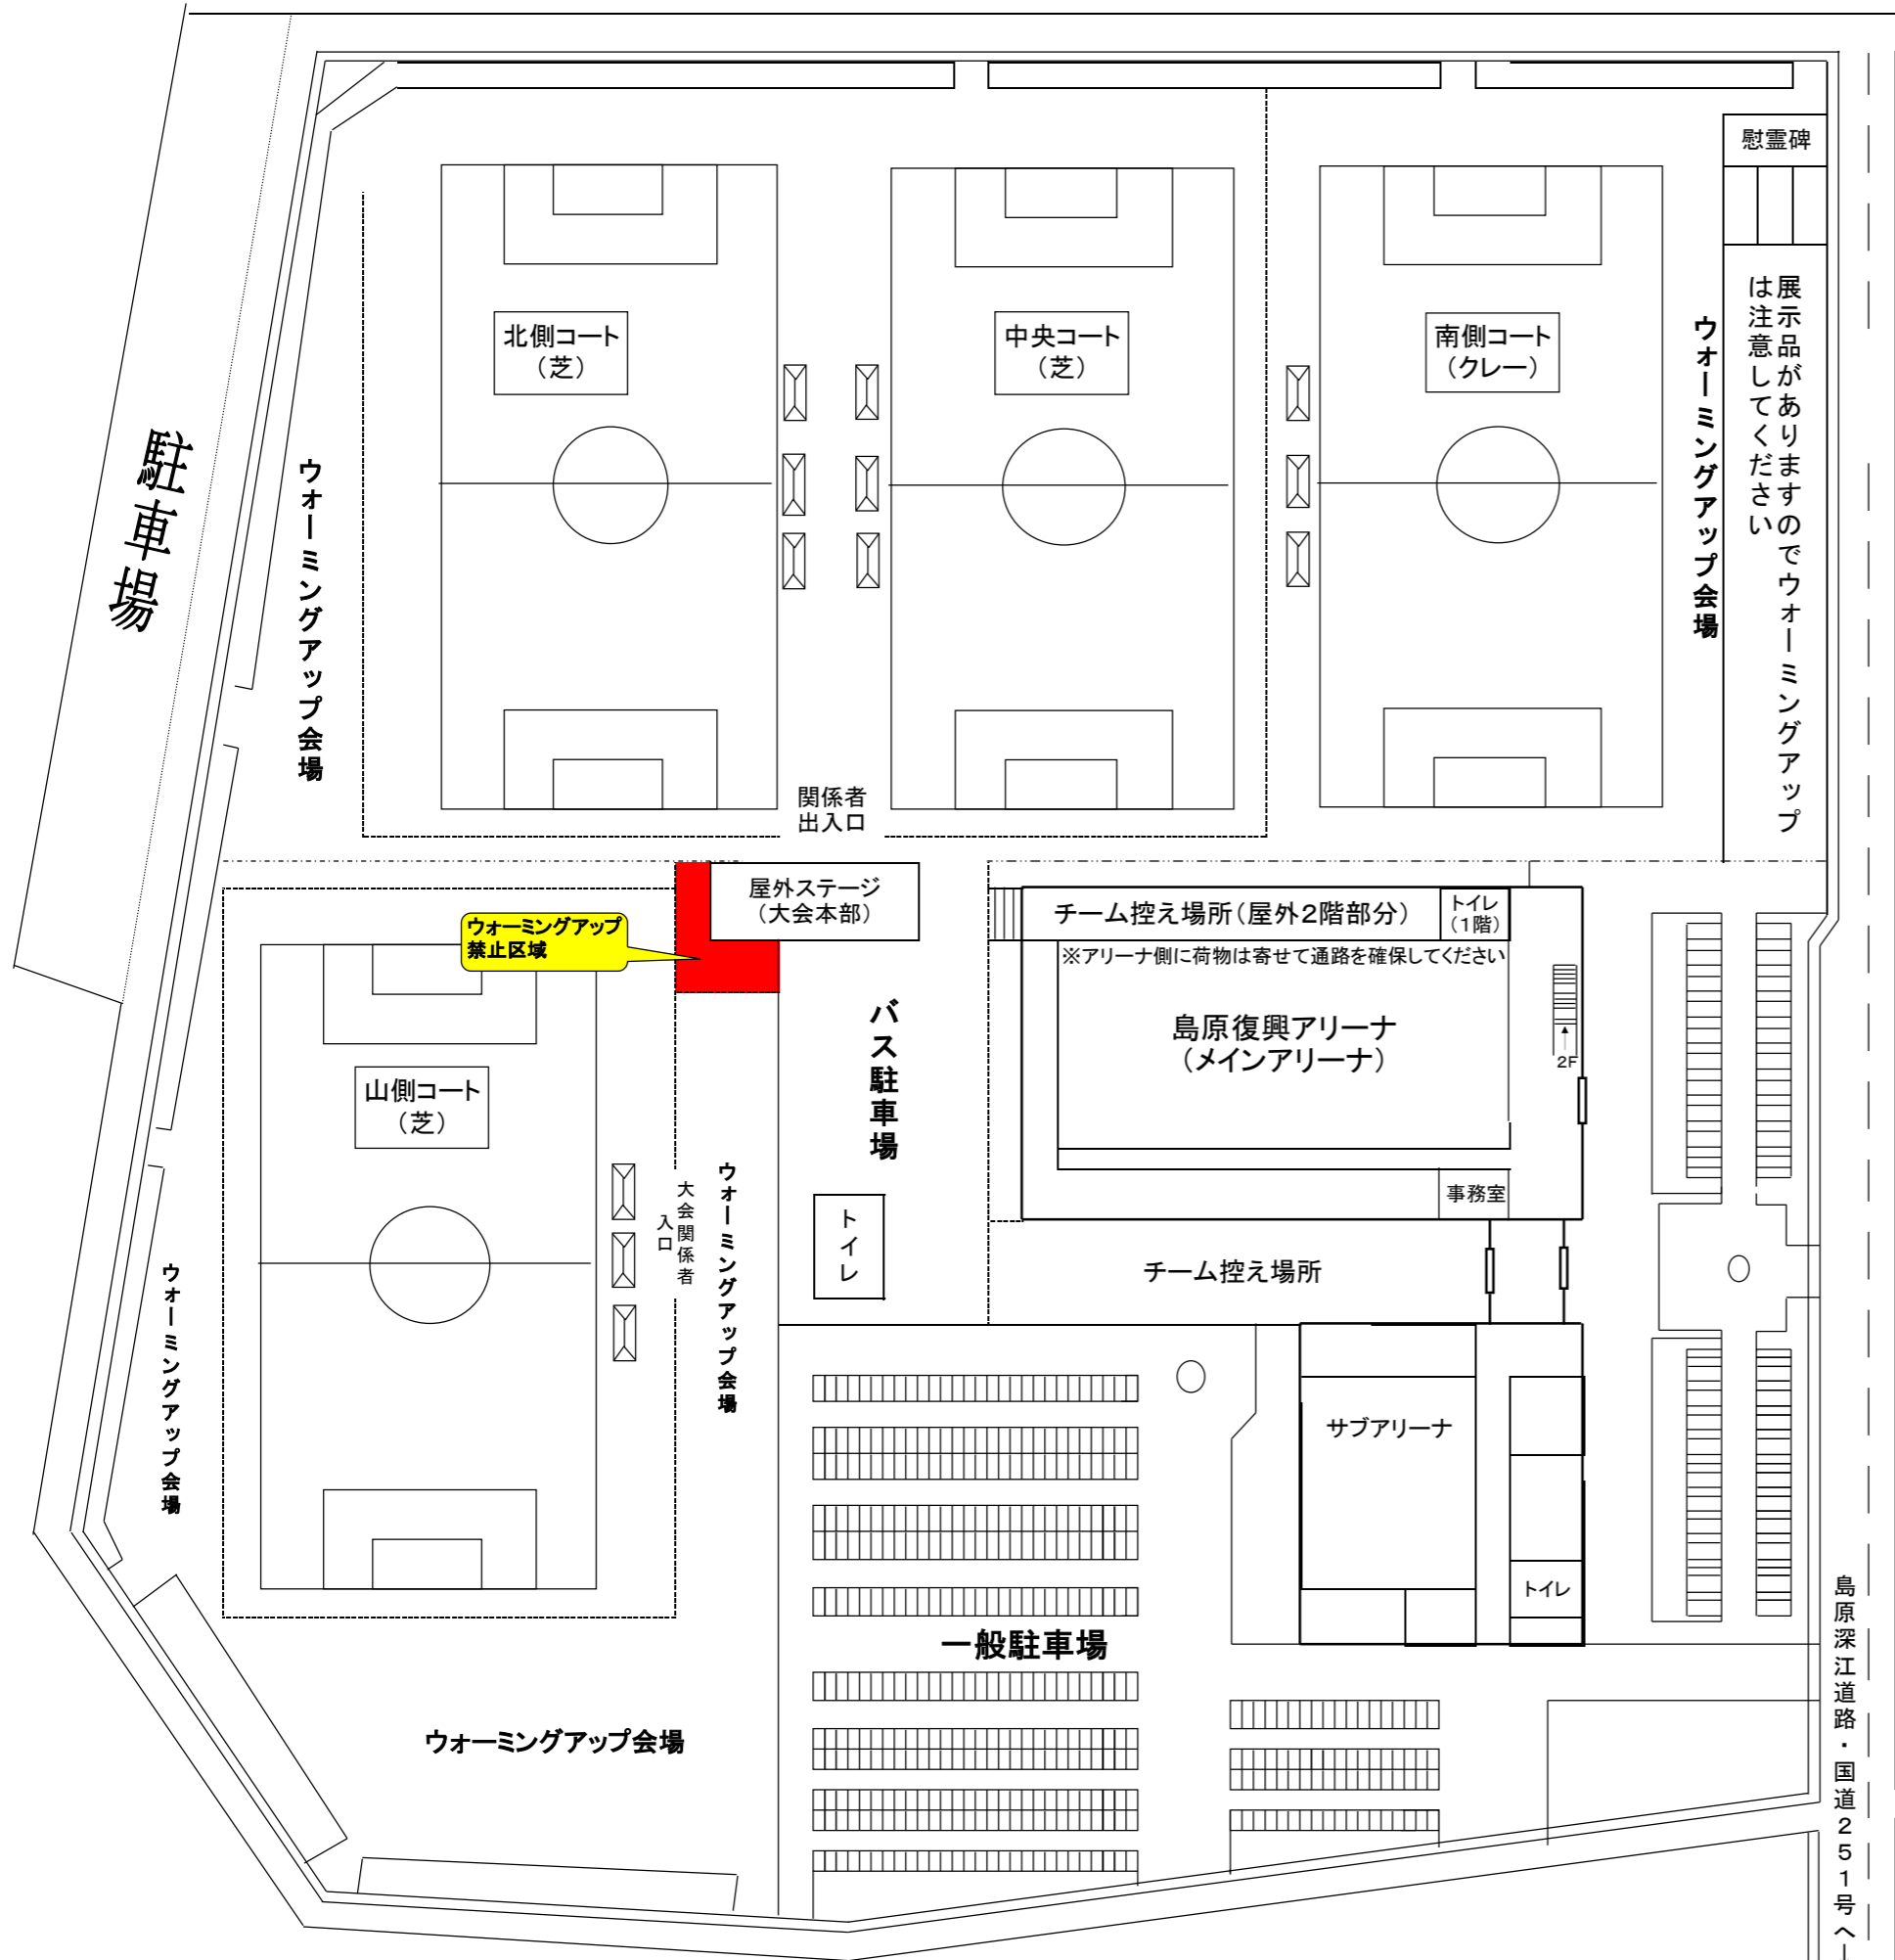 慰霊碑
展示品がありますのでウォーミングアップ
は注意してください
ウォーミングアップ会場
北側コート
（芝）
中央コート
（芝）
南側コート
（クレー）
駐車場
ウォーミングアップ会場
関係者
出入口
屋外ステージ
（大会本部）
ウォーミングアップ
禁止区域
チーム控え場所（屋外2階部分）
トイレ
（1階）
※アリーナ側に荷物は寄せて通路を確保してください
島原復興アリーナ
（メインアリーナ）
2F
バス駐車場
山側コート
（芝）
大会関係者
入口
ウォーミングアップ会場
トイレ
事務室
チーム控え場所
ウォーミングアップ会場
サブアリーナ
トイレ
一般駐車場
ウォーミングアップ会場
島原深江道路・国道251号へ